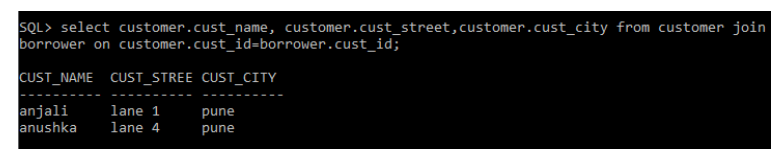 SQL> select customer.cust_name, customer.cust_street,customer.cust_city from customer join
borrower on customer.cust_id=borrower.cust_id;
CUST_NAME CUST_STREE CUST_CITY
---------- ---------- ----------
anjali lane 1 pune
anushka lane 4 pune